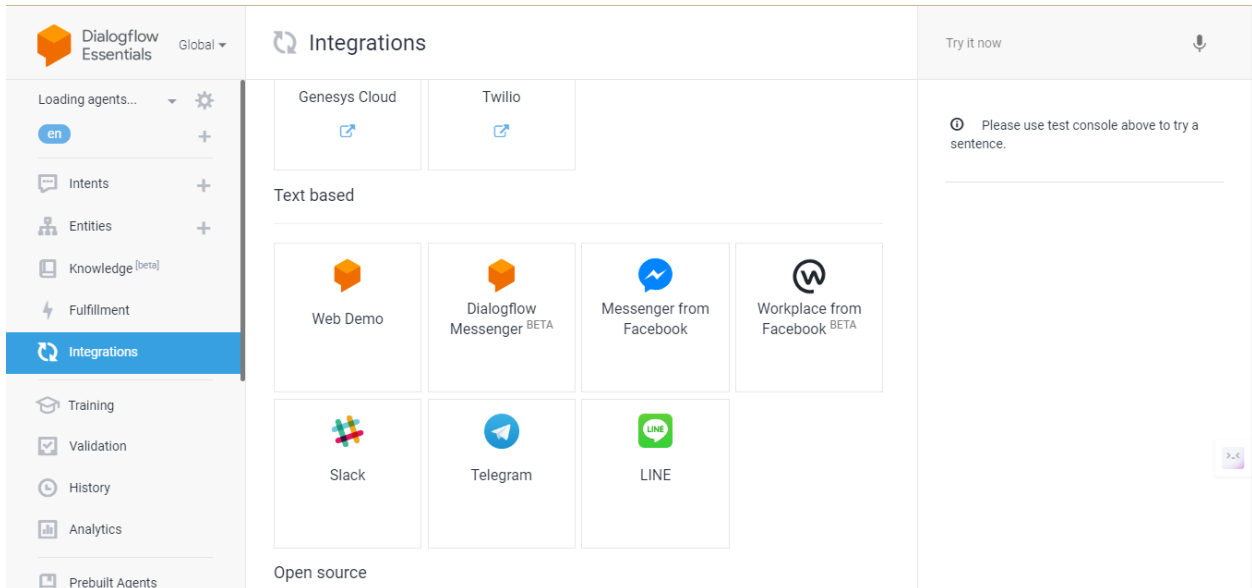 Dialogflow
Essentials
Global
Loading agents...
en
Intents
Entities
Knowledge [beta]
Fulfillment
Integrations
Training
Validation
History
Analytics
Prebuilt Agents
Integrations
Genesys Cloud
Twilio
Text based
Web Demo
Dialogflow
Messenger BETA
Messenger from
Facebook
Workplace from
Facebook BETA
Slack
Telegram
LINE
LINE
Open source
Try it now
Please use test console above to try a
sentence.